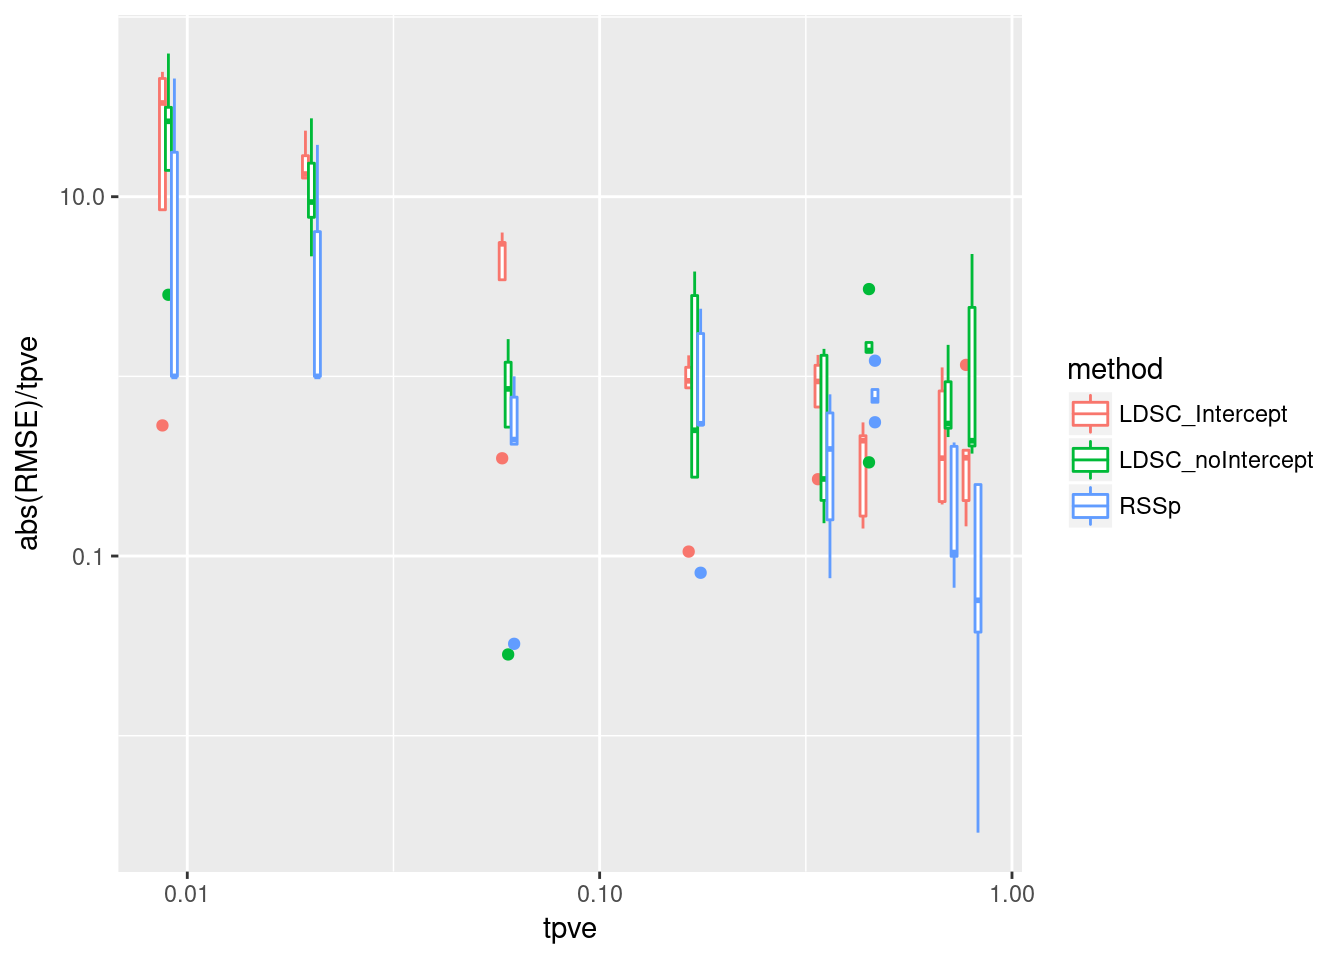 abs(RMSE)/tpve
10.0
0.1
0.01
0.10
1.00
tpve
method
LDSC_Intercept
LDSC_noIntercept
RSSp